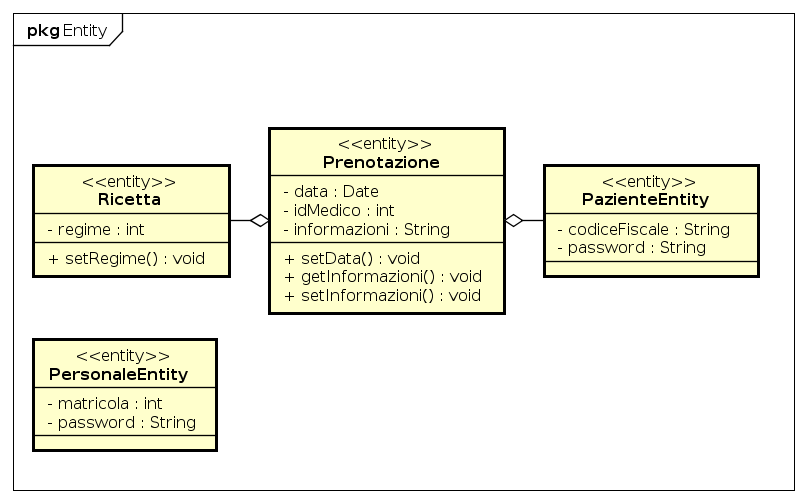 pkg Entity
<<entity>>
Ricetta
- regime : int
+ setRegime() : void
<<entity>>
Prenotazione
- data : Date
- idMedico : int
- informazioni : String
+ setData() : void
+ getInformazioni() : void
+ setInformazioni() : void
<<entity>>
PazienteEntity
- codiceFiscale : String
- password : String
<<entity>>
PersonaleEntity
- matricola : int
- password : String